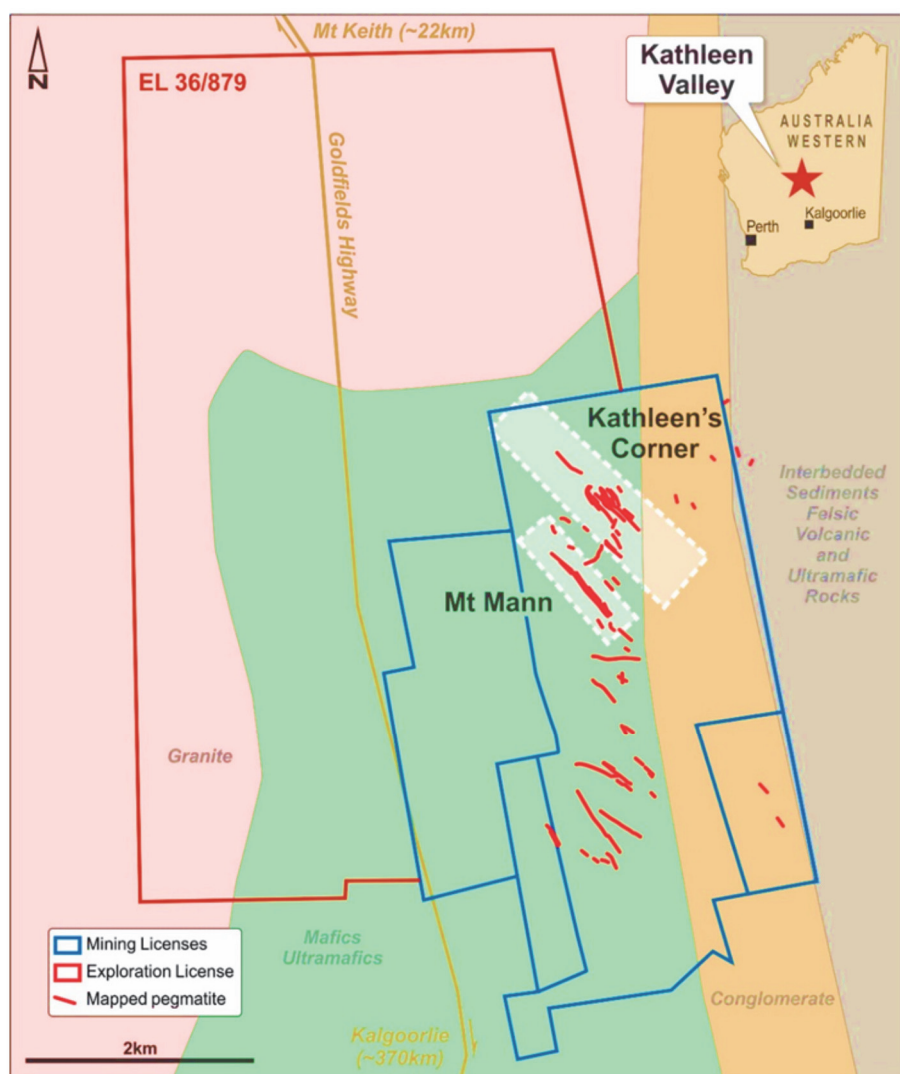 Mt Keith (~22km)
N
EL 36/879
Kathleen
Valley
AUSTRALIA
WESTERN
Kalgoorlie
Perth
Goldfields Highway
Kathleen's
Corner
Interbedded
Sediments
Felsic
Volcanic
and
Ultramafic
Rocks
Mt Mann
Granite
Mafics
Ultramafics
Mining Licenses
Exploration License
Mapped pegmatite
Conglomerate
Kalgoorlie
(~370km)
2km